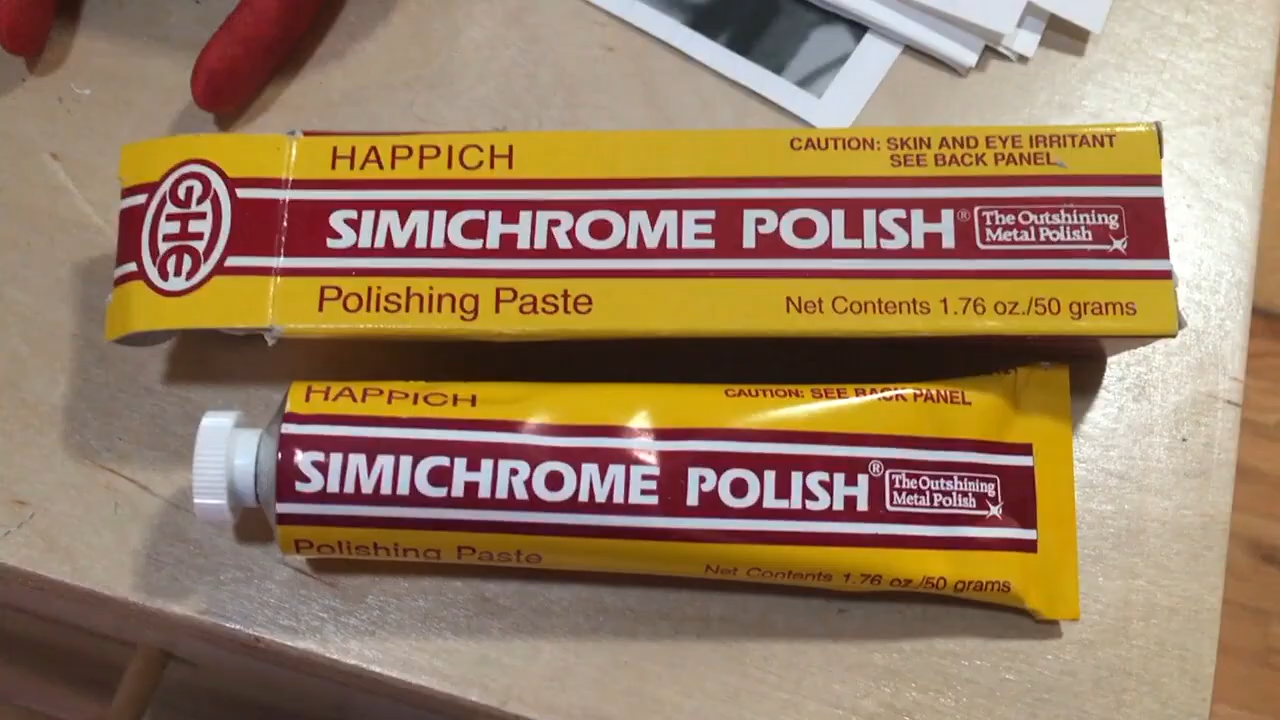 GHC
HAPPICH
CAUTION: SKIN AND EYE IRRITANT
SEE BACK PANEL
SIMICHROME POLISH®
The Outshining
Metal Polish
Polishing Paste
Net Contents 1.76 oz./50 grams
HAPPICH
CAUTION: SEE BACK PANEL
SIMICHROME POLISH®
The Outshining
Metal Polish
Polishing Paste
Net Contents 1.76 oz./50 grams